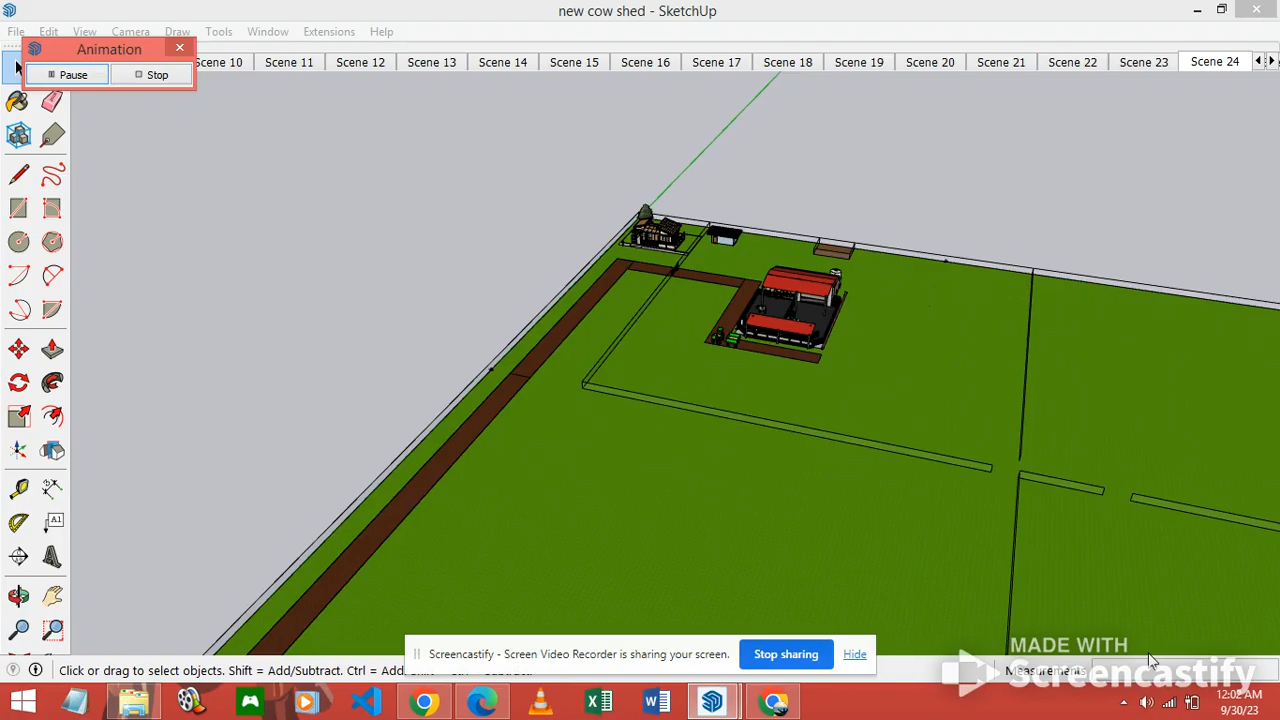 new cow shed - SketchUp
File Edit View Camera Draw Tools Window Extensions Help
Animation
Pause Stop
Scene 10 Scene 11 Scene 12 Scene 13 Scene 14 Scene 15 Scene 16 Scene 17 Scene 18 Scene 19 Scene 20 Scene 21 Scene 22 Scene 23 Scene 24
A1
Screencastify - Screen Video Recorder is sharing your screen. Stop sharing Hide
MADE WITH
Screencastify
Click or drag to select objects. Shift = Add/Subtract. Ctrl = Add
Measurements
12:02 AM
9/30/23